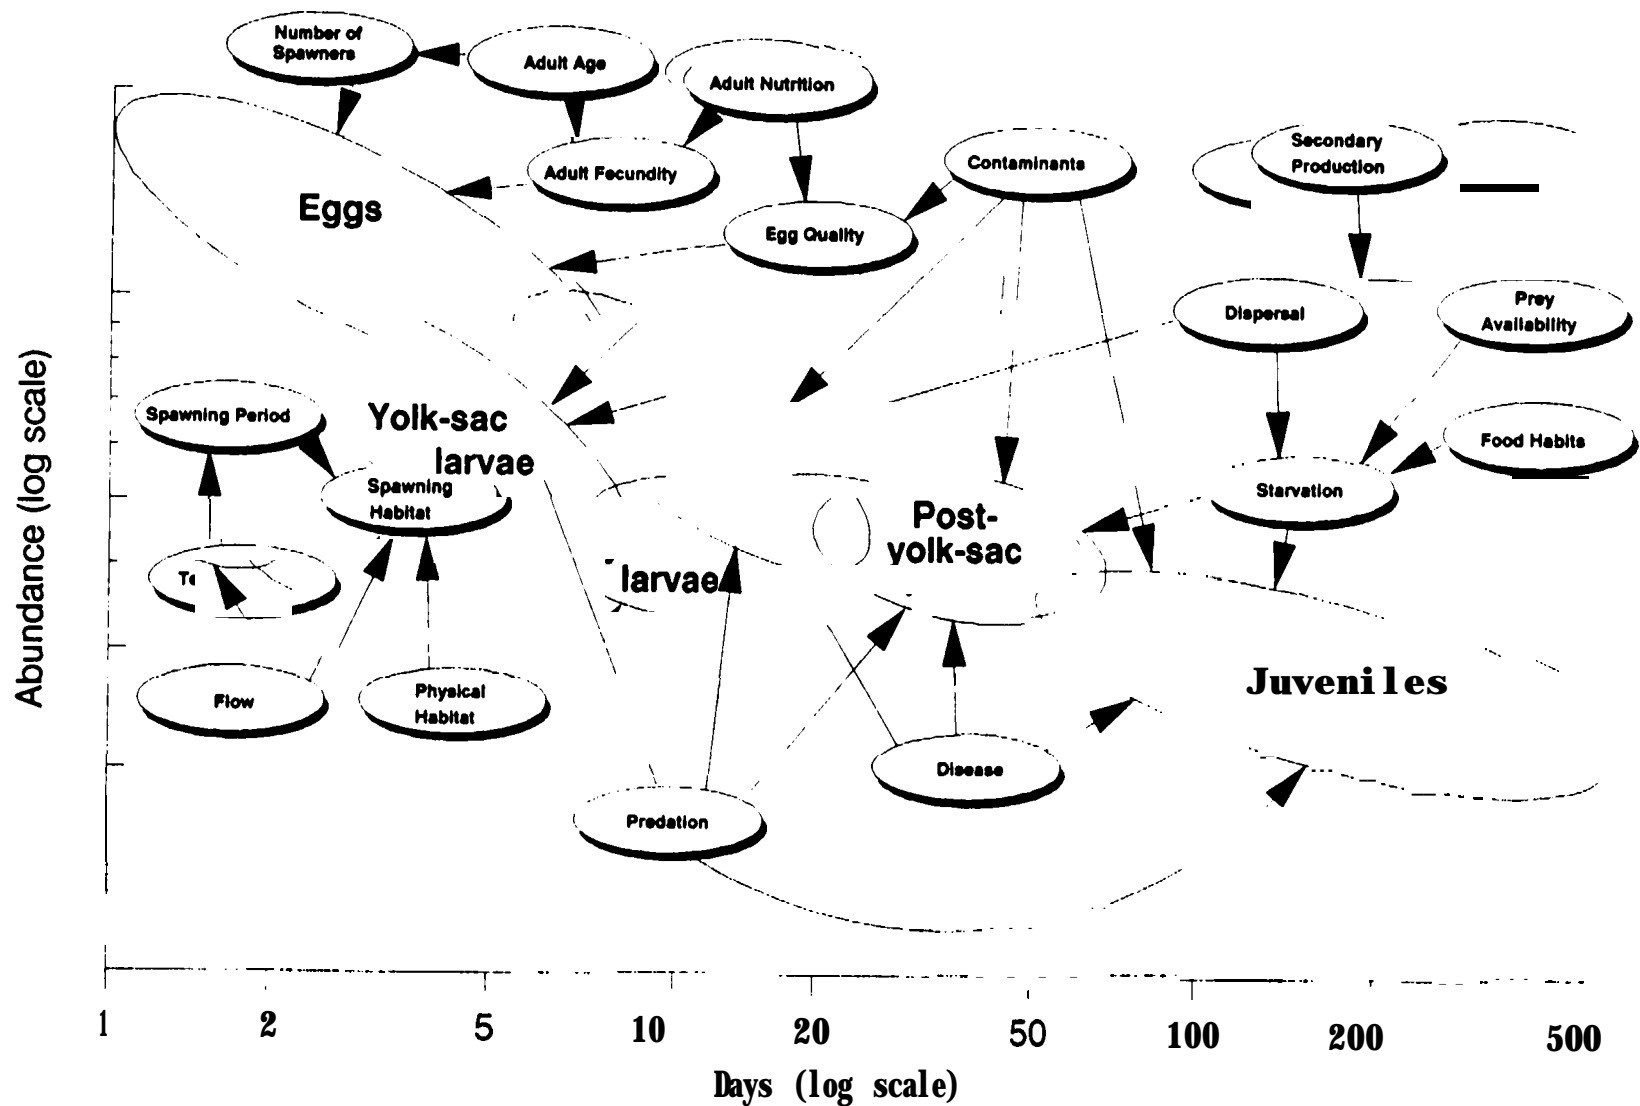 Number of
Spawners
Adult Age
Adult Nutrition
Adult Fecundity
Contaminants
Secondary
Production
Eggs
Egg Quality
Dispersal
Prey
Availability
Abundance (log scale)
Spawning Period
Yolk-sac
larvae
Food Habits
Spawning
Habitat
Starvation
Post-
yolk-sac
larvae
Te
Flow
Physical
Habitat
Juveniles
Disease
Predation
1 2 5 10 20 50 100 200 500
Days (log scale)